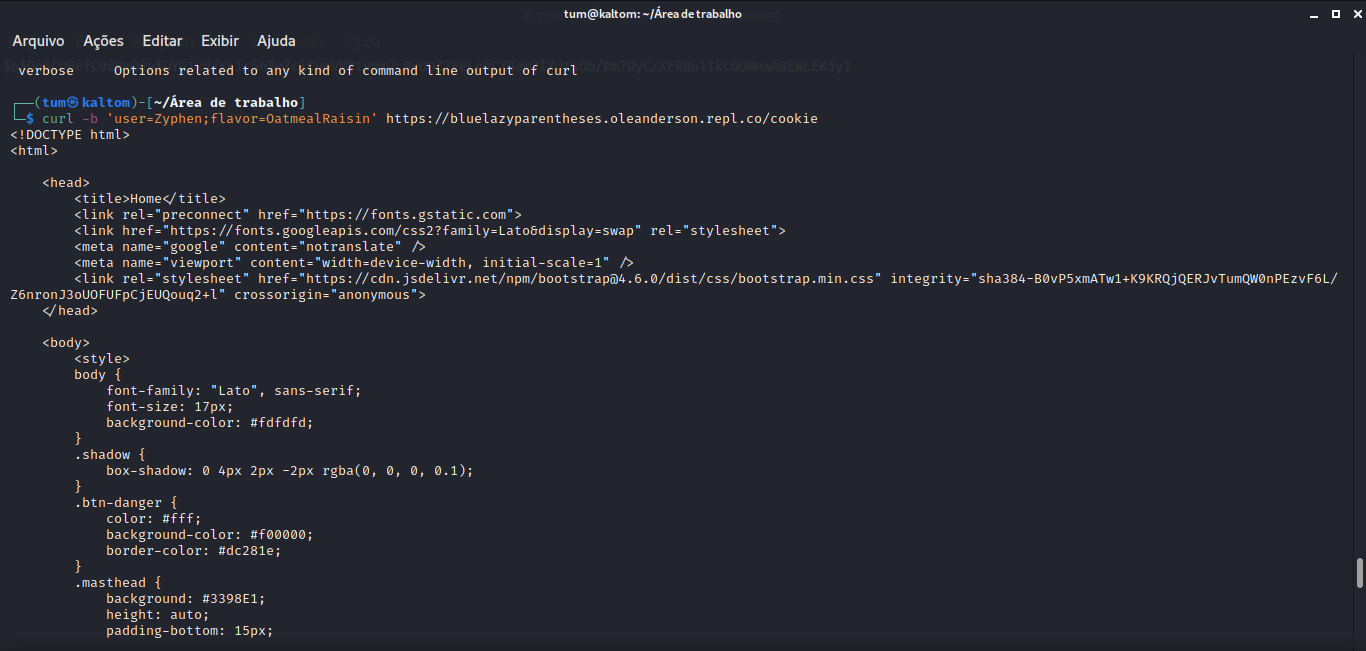 tum@kaltom: ~/Área de trabalho
Arquivo Ações Editar Exibir Ajuda
verbose     Options related to any kind of command line output of curl
┌──(tum㉿kaltom)-[~/Área de trabalho]
└─$ curl -b 'user=Zyphen;flavor=OatmealRaisin' https://bluelazyparentheses.oleanderson.repl.co/cookie
<!DOCTYPE html>
<html>
    <head>
        <title>Home</title>
        <link rel="preconnect" href="https://fonts.gstatic.com">
        <link href="https://fonts.googleapis.com/css2?family=Lato&display=swap" rel="stylesheet">
        <meta name="google" content="notranslate" />
        <meta name="viewport" content="width=device-width, initial-scale=1" />
        <link rel="stylesheet" href="https://cdn.jsdelivr.net/npm/bootstrap@4.6.0/dist/css/bootstrap.min.css" integrity="sha384-B0vP5xmATw1+K9KRQjQERJvTumQW0nPEzvF6L/
Z6nronJ3oUOFUFpCjEUQouq2+l" crossorigin="anonymous">
    </head>
    <body>
        <style>
        body {
            font-family: "Lato", sans-serif;
            font-size: 17px;
            background-color: #fdfdfd;
        }
        .shadow {
            box-shadow: 0 4px 2px -2px rgba(0, 0, 0, 0.1);
        }
        .btn-danger {
            color: #fff;
            background-color: #f00000;
            border-color: #dc281e;
        }
        .masthead {
            background: #3398E1;
            height: auto;
            padding-bottom: 15px;